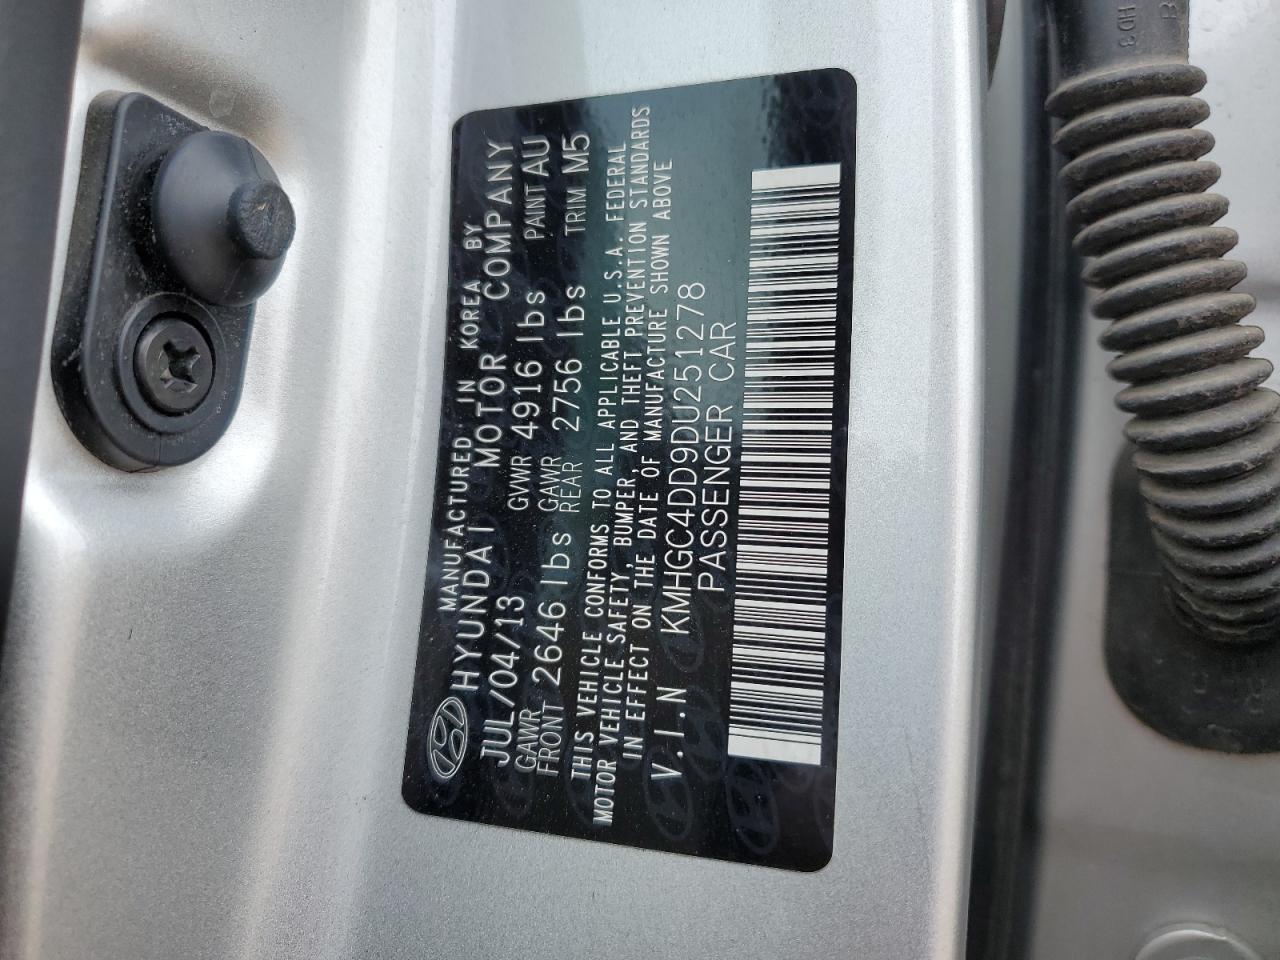 MANUFACTURED IN KOREA BY
HYUNDAI MOTOR COMPANY
JUL/04/13 GVWR 4916 lbs PAINT AU
GAWR FRONT 2646 lbs GAWR REAR 2756 lbs TRIM M5
THIS VEHICLE CONFORMS TO ALL APPLICABLE U.S.A. FEDERAL
MOTOR VEHICLE SAFETY, BUMPER, AND THEFT PREVENTION STANDARDS
IN EFFECT ON THE DATE OF MANUFACTURE SHOWN ABOVE
V.I.N KMHGC4DD9DU251278
PASSENGER CAR
HD3